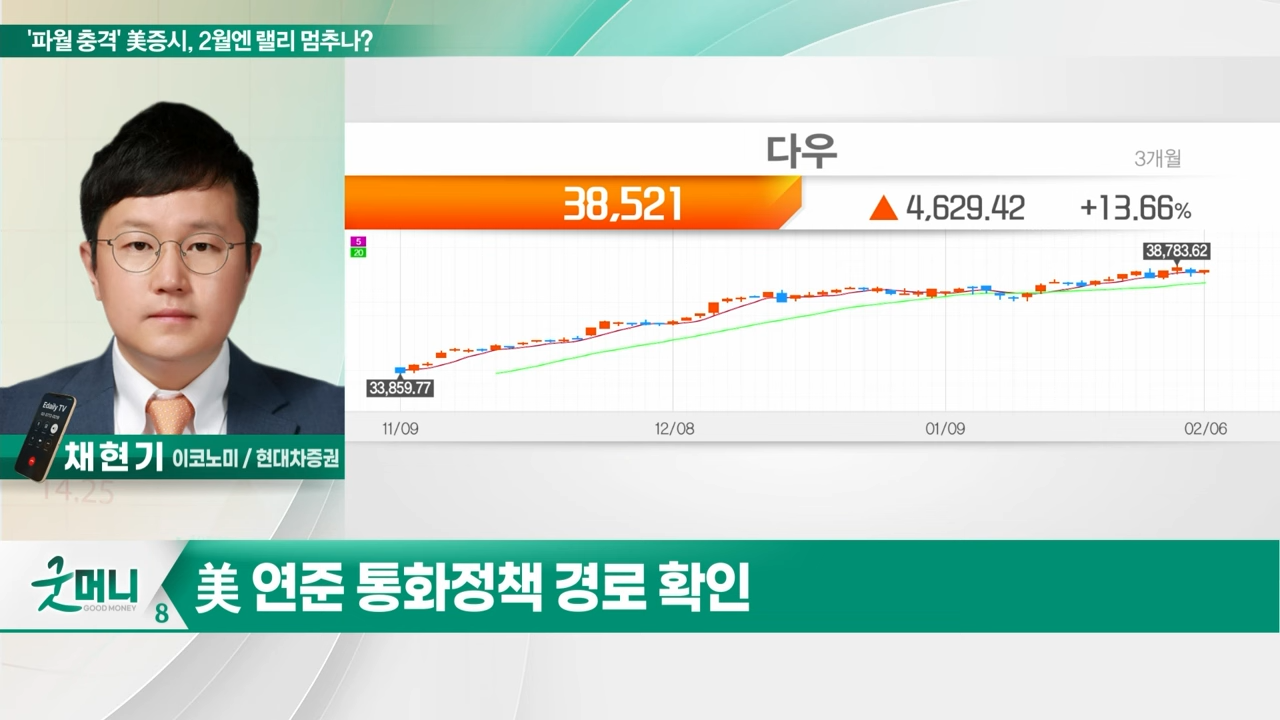 '파월 충격' 美증시, 2월엔 랠리 멈추나?
다우
3개월
38,521 ▲ 4,629.42 +13.66%
5
20
38,783.62
33,859.77
11/09 12/08 01/09 02/06
Edaily TV
채현기 이코노미 / 현대차증권
14.25
굿머니
GOOD MONEY
8
美 연준 통화정책 경로 확인